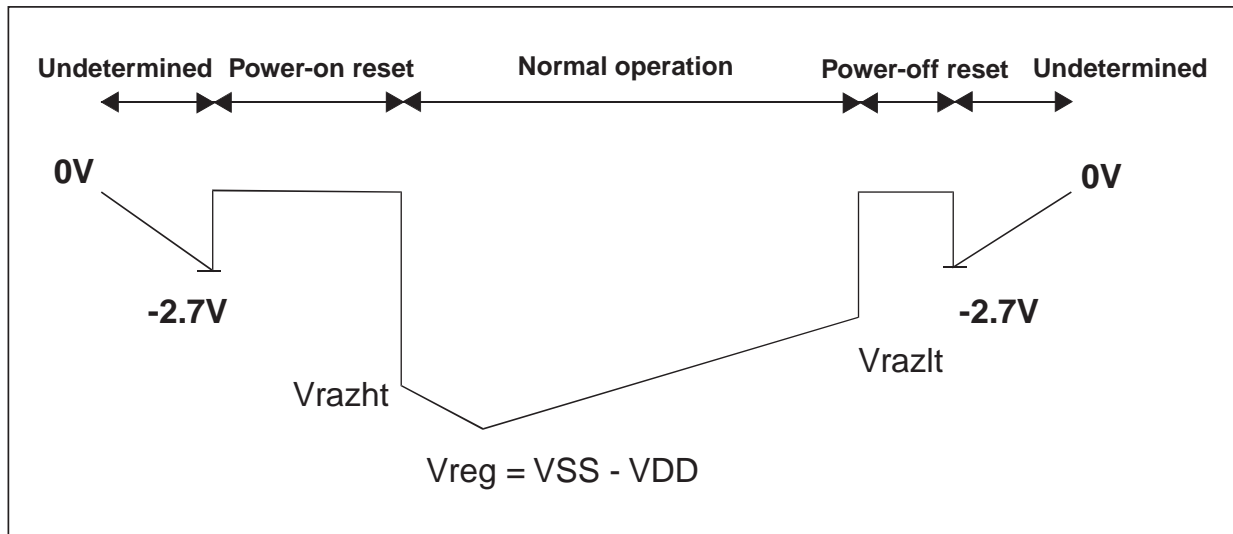 Undetermined Power-on reset Normal operation Power-off reset Undetermined
0V 0V
-2.7V -2.7V
Vrazht Vrazlt
Vreg = VSS - VDD